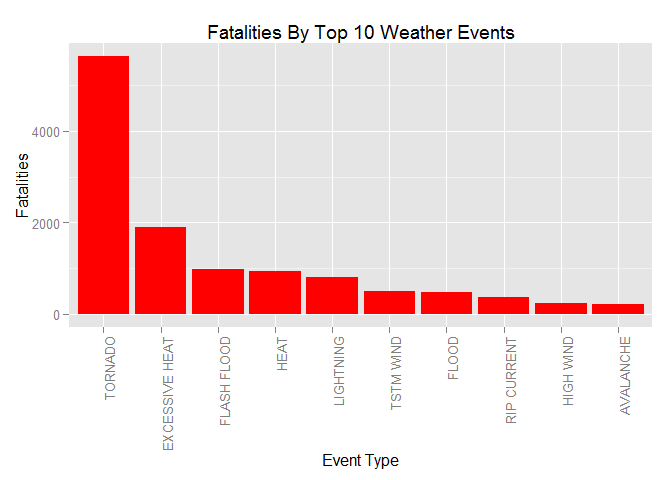 Fatalities By Top 10 Weather Events
Fatalities
4000
2000
0
TORNADO
EXCESSIVE HEAT
FLASH FLOOD
HEAT
LIGHTNING
TSTM WIND
FLOOD
RIP CURRENT
HIGH WIND
AVALANCHE
Event Type